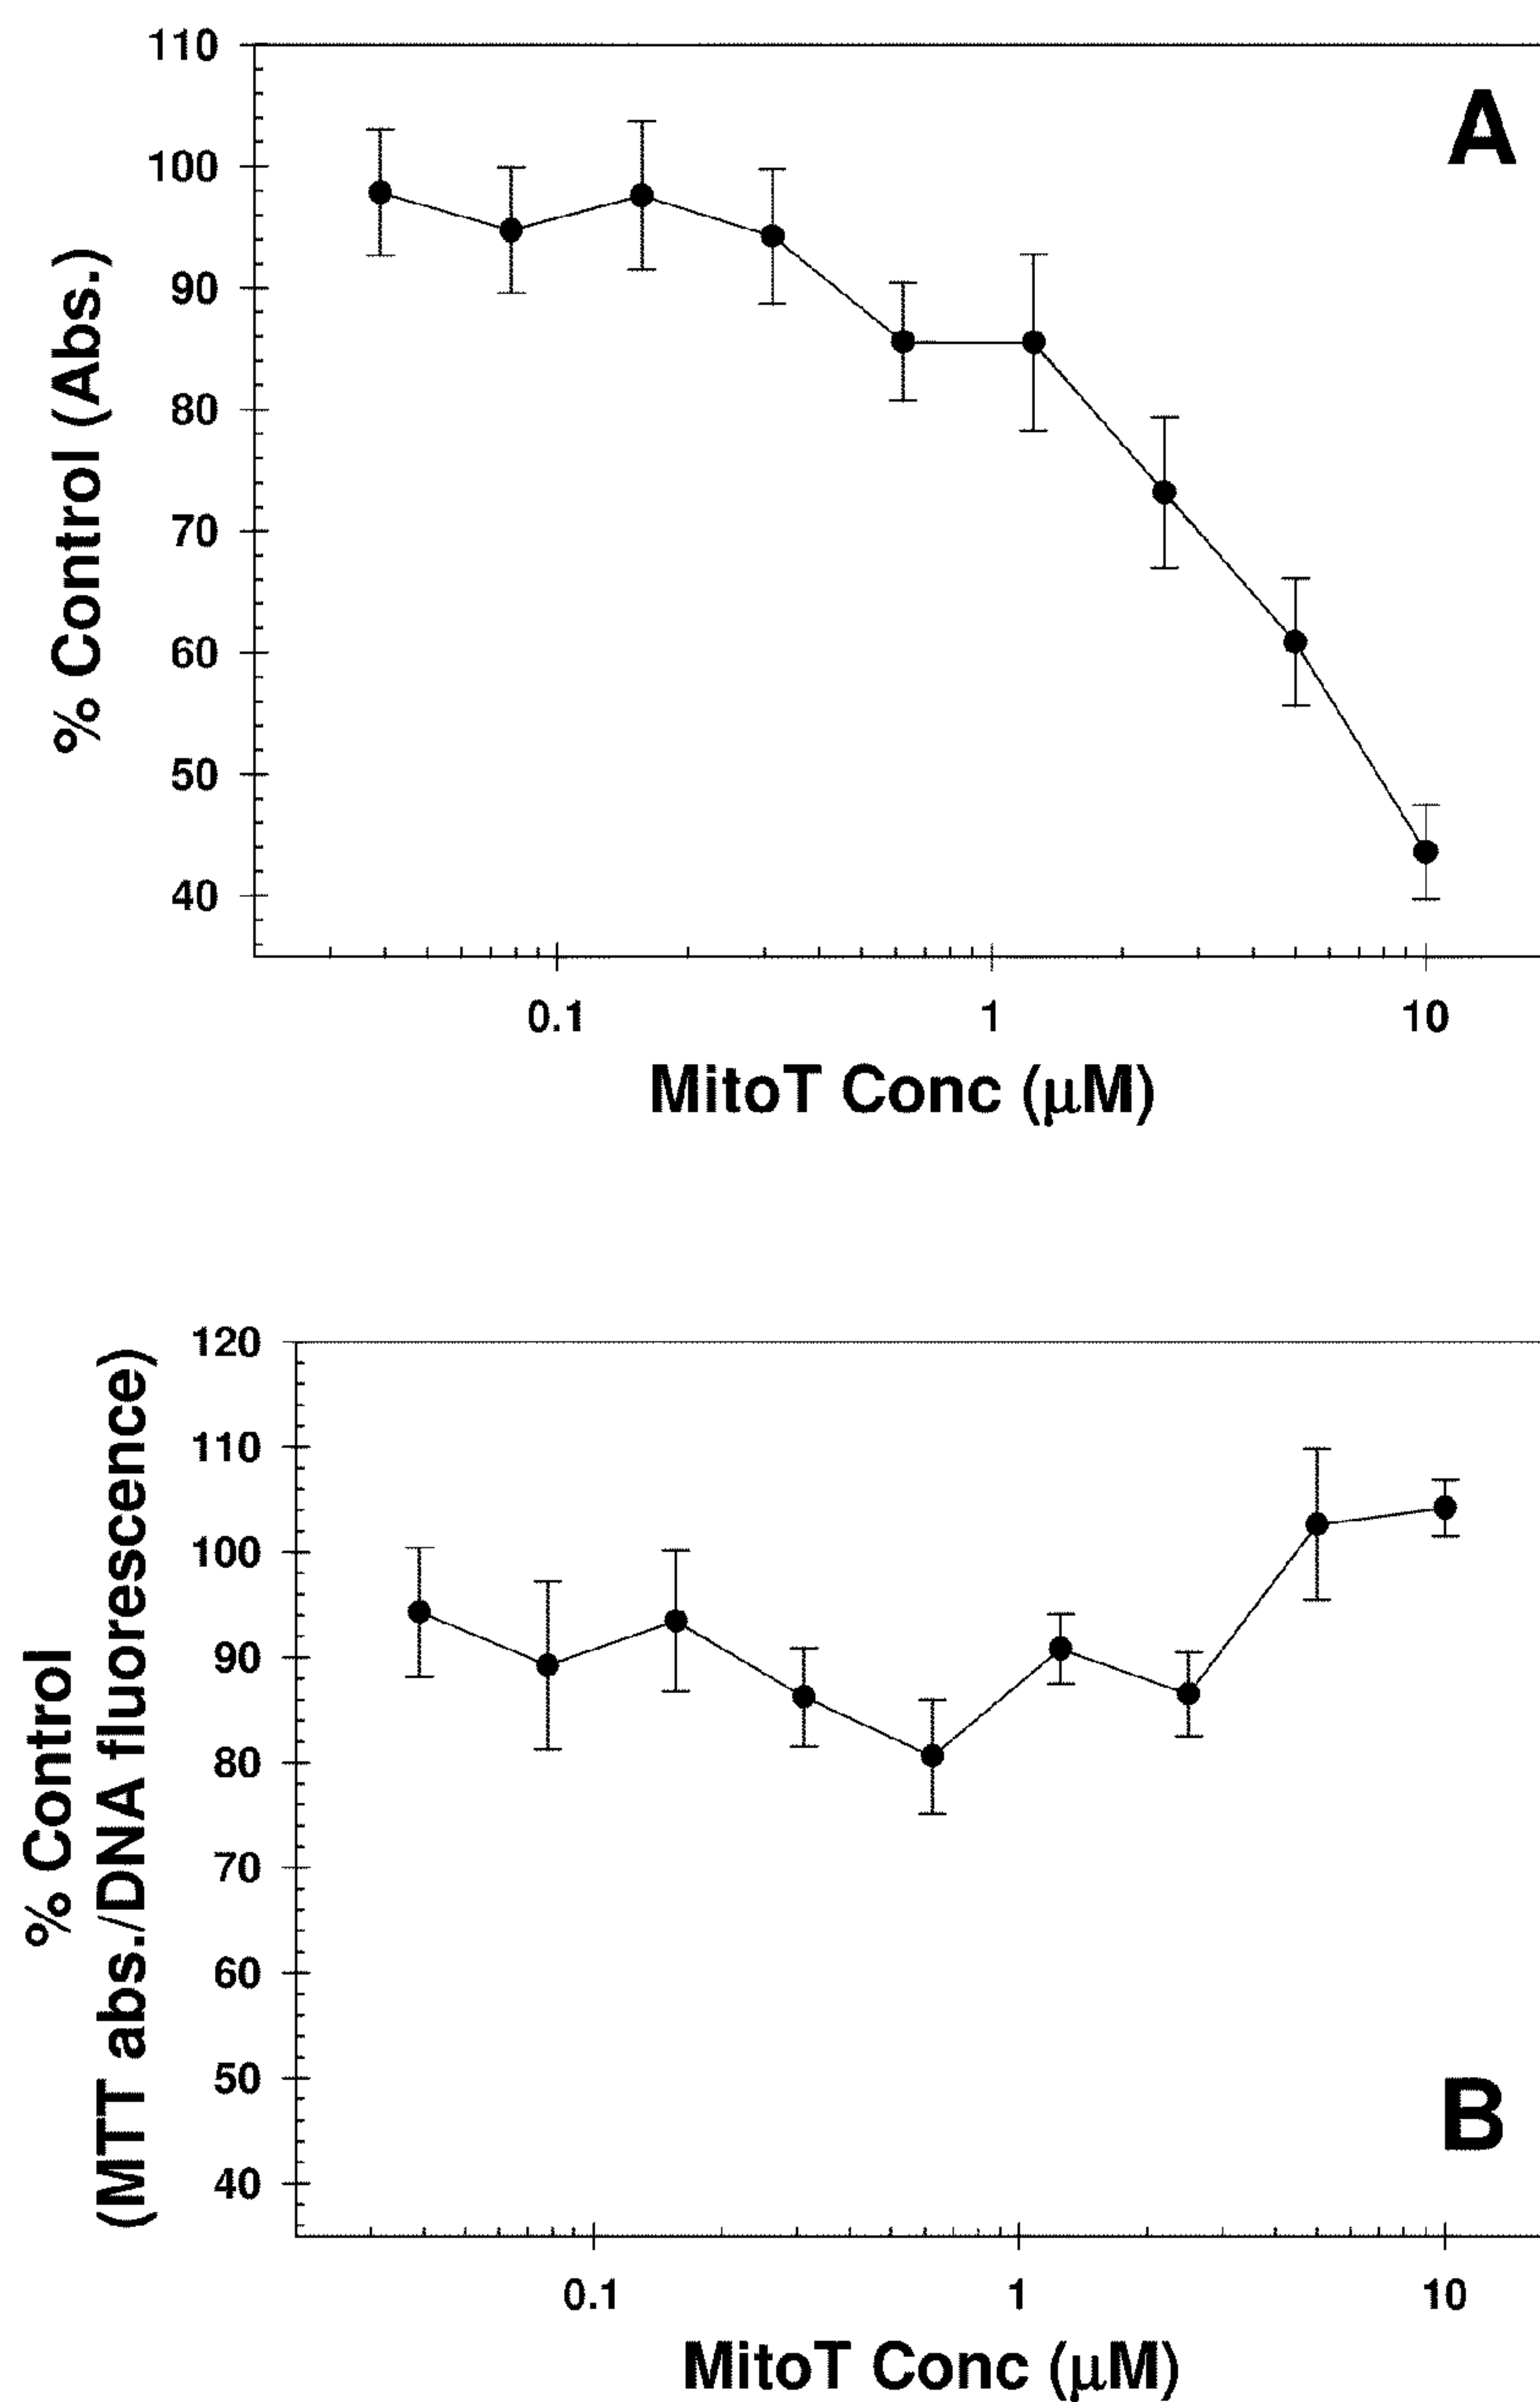 A
% Control (Abs.)
110
100
90
80
70
60
50
40
0.1 1 10
MitoT Conc (μM)
B
% Control
(MTT abs./DNA fluorescence)
120
110
100
90
80
70
60
50
40
0.1 1 10
MitoT Conc (μM)